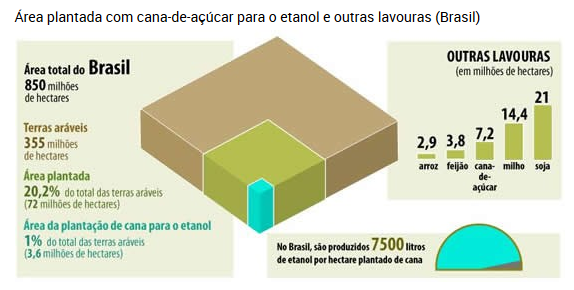 Área plantada com cana-de-açúcar para o etanol e outras lavouras (Brasil)
Área total do Brasil
850 milhões
de hectares
Terras aráveis
355 milhões
de hectares
Área plantada
20,2% do total das terras aráveis
(72 milhões de hectares)
Área da plantação de cana para o etanol
1% do total das terras aráveis
(3,6 milhões de hectares)
OUTRAS LAVOURAS
(em milhões de hectares)
2,9 3,8 7,2 14,4 21
arroz feijão cana- milho soja
de-
açúcar
No Brasil, são produzidos 7500 litros
de etanol por hectare plantado de cana